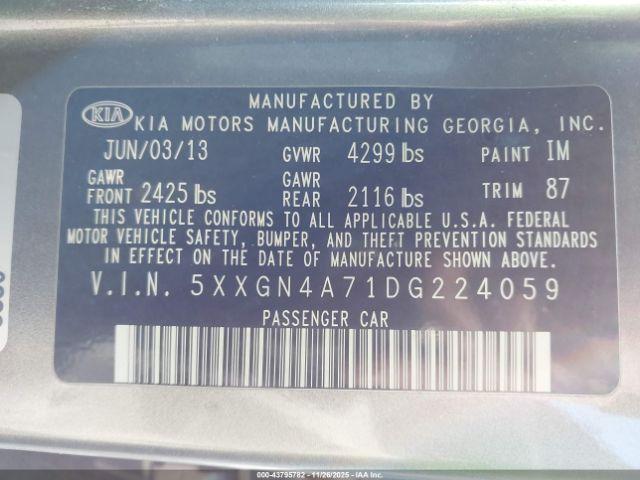 MANUFACTURED BY
KIA KIA MOTORS MANUFACTURING GEORGIA, INC.
JUN/03/13 GVWR 4299 lbs PAINT IM
GAWR FRONT 2425 lbs GAWR REAR 2116 lbs TRIM 87
THIS VEHICLE CONFORMS TO ALL APPLICABLE U.S.A. FEDERAL
MOTOR VEHICLE SAFETY, BUMPER, AND THEFT PREVENTION STANDARDS
IN EFFECT ON THE DATE OF MANUFACTURE SHOWN ABOVE.
V.I.N. 5XXGN4A71DG224059
PASSENGER CAR
© - 43795782 - 11/26/2025 - IAA Inc.